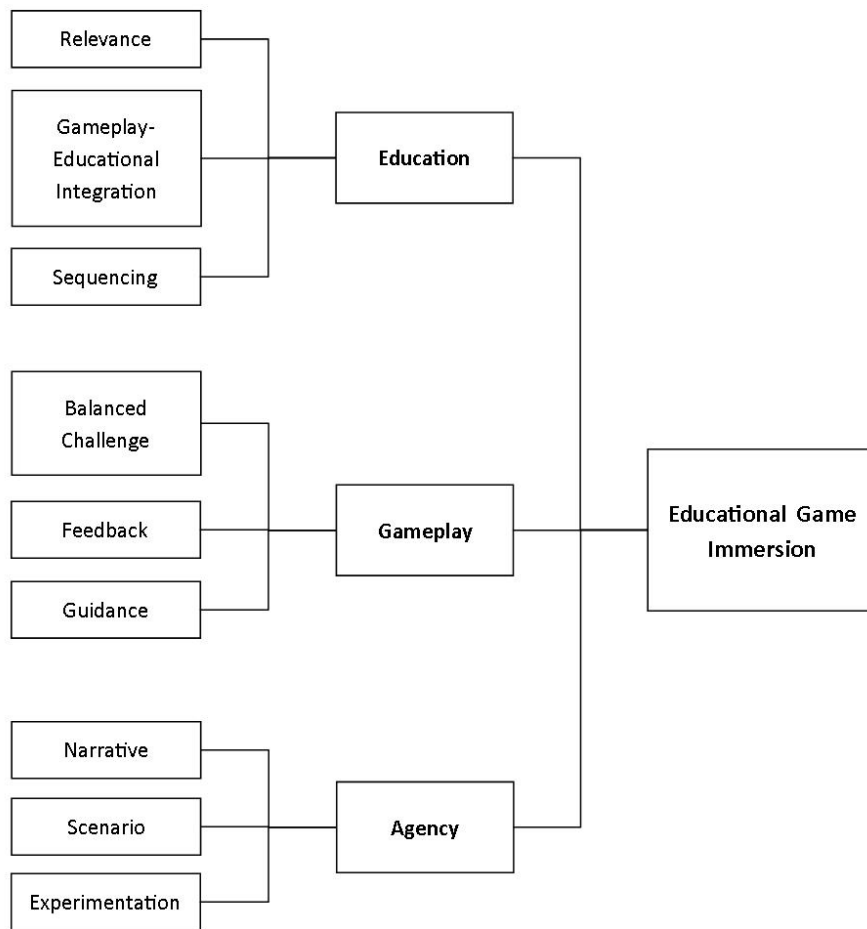 Relevance
Gameplay-
Educational
Integration
Sequencing
Education
Balanced
Challenge
Feedback
Guidance
Gameplay
Narrative
Scenario
Experimentation
Agency
Educational Game
Immersion